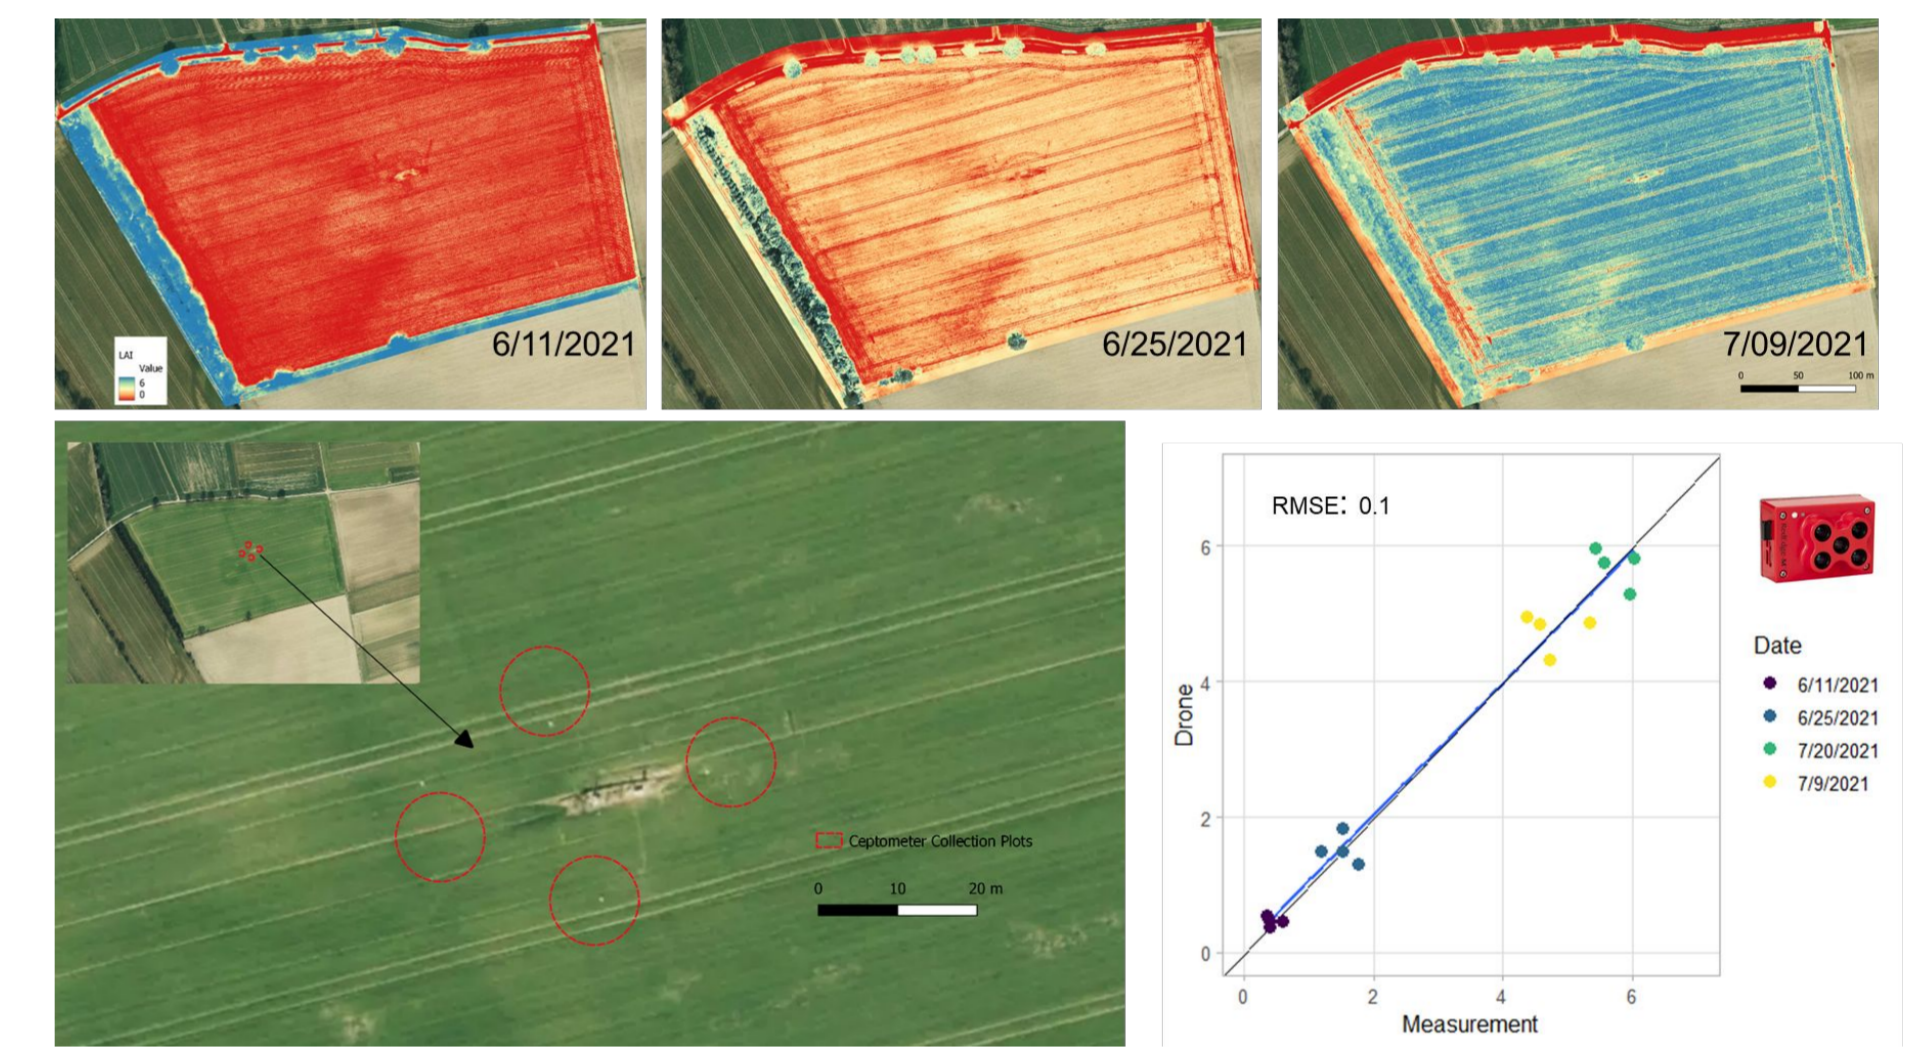 6/11/2021
LAI
Value
6
0
6/25/2021
7/09/2021
0 50 100 m
Ceptometer Collection Plots
0 10 20 m
RMSE: 0.1
Drone
6
4
2
0
0 2 4 6
Measurement
Date
6/11/2021
6/25/2021
7/20/2021
7/9/2021